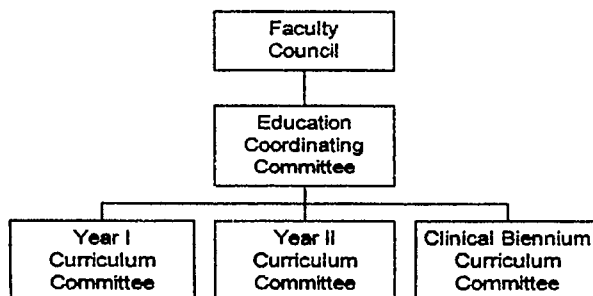 Faculty
Council
Education
Coordinating
Committee
Year I
Curriculum
Committee
Year II
Curriculum
Committee
Clinical Biennium
Curriculum
Committee